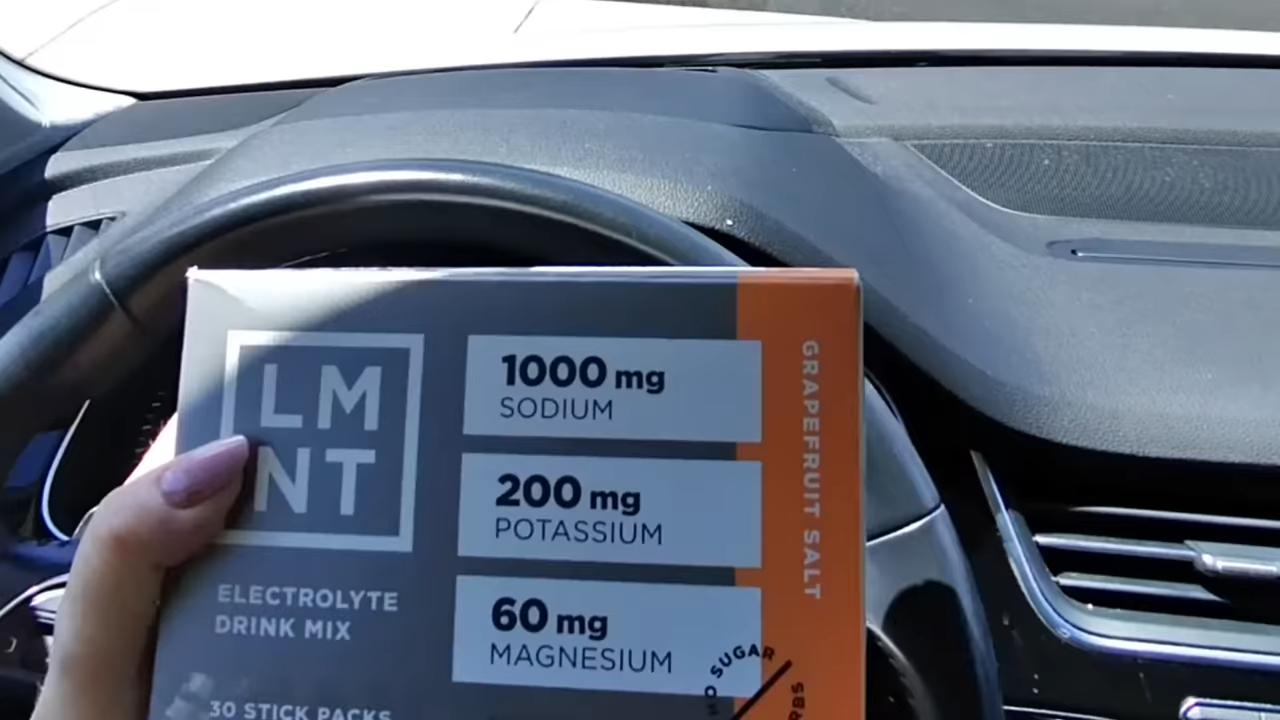 LM
NT
ELECTROLYTE
DRINK MIX
30 STICK PACKS
1000 mg
SODIUM
200 mg
POTASSIUM
60 mg
MAGNESIUM
GRAPEFRUIT SALT
NO SUGAR